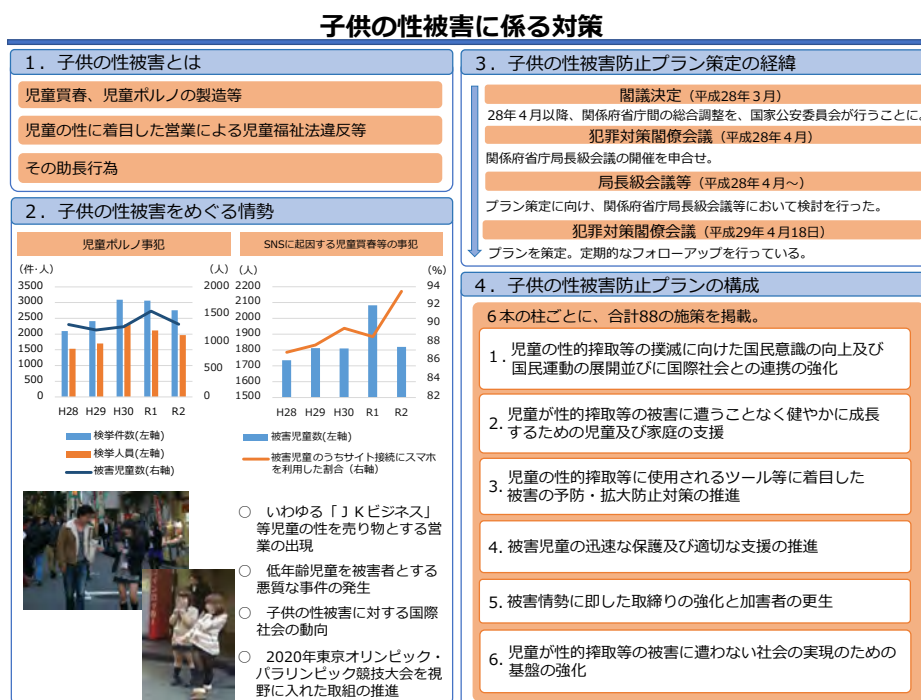 子供の性被害に係る対策
1．子供の性被害とは
児童買春、児童ポルノの製造等
児童の性に着目した営業による児童福祉法違反等
その助長行為
2．子供の性被害をめぐる情勢
児童ポルノ事犯
(件･人)
(人)
3500
3000
2500
2000
1500
1000
500
0
2000
1500
1000
500
0
H28 H29 H30 R1 R2
検挙件数(左軸)
検挙人員(左軸)
被害児童数(右軸)
SNSに起因する児童買春等の事犯
(人)
(%)
2200
2100
2000
1900
1800
1700
1600
1500
94
92
90
88
86
84
82
H28 H29 H30 R1 R2
被害児童数(左軸)
被害児童のうちサイト接続にスマホ
を利用した割合（右軸）
○ いわゆる「ＪＫビジネス」
等児童の性を売り物とする営
業の出現
○ 低年齢児童を被害者とする
悪質な事件の発生
○ 子供の性被害に対する国際
社会の動向
○ 2020年東京オリンピック・
パラリンピック競技大会を視
野に入れた取組の推進
3．子供の性被害防止プラン策定の経緯
閣議決定（平成28年３月）
28年４月以降、関係府省庁間の総合調整を、国家公安委員会が行うことに。
犯罪対策閣僚会議（平成28年４月）
関係府省庁局長級会議の開催を申合せ。
局長級会議等（平成28年４月～）
プラン策定に向け、関係府省庁局長級会議等において検討を行った。
犯罪対策閣僚会議（平成29年４月18日）
プランを策定。定期的なフォローアップを行っている。
4．子供の性被害防止プランの構成
６本の柱ごとに、合計88の施策を掲載。
1. 児童の性的搾取等の撲滅に向けた国民意識の向上及び
国民運動の展開並びに国際社会との連携の強化
2. 児童が性的搾取等の被害に遭うことなく健やかに成長
するための児童及び家庭の支援
3. 児童の性的搾取等に使用されるツール等に着目した
被害の予防・拡大防止対策の推進
4. 被害児童の迅速な保護及び適切な支援の推進
5. 被害情勢に即した取締りの強化と加害者の更生
6. 児童が性的搾取等の被害に遭わない社会の実現のための
基盤の強化